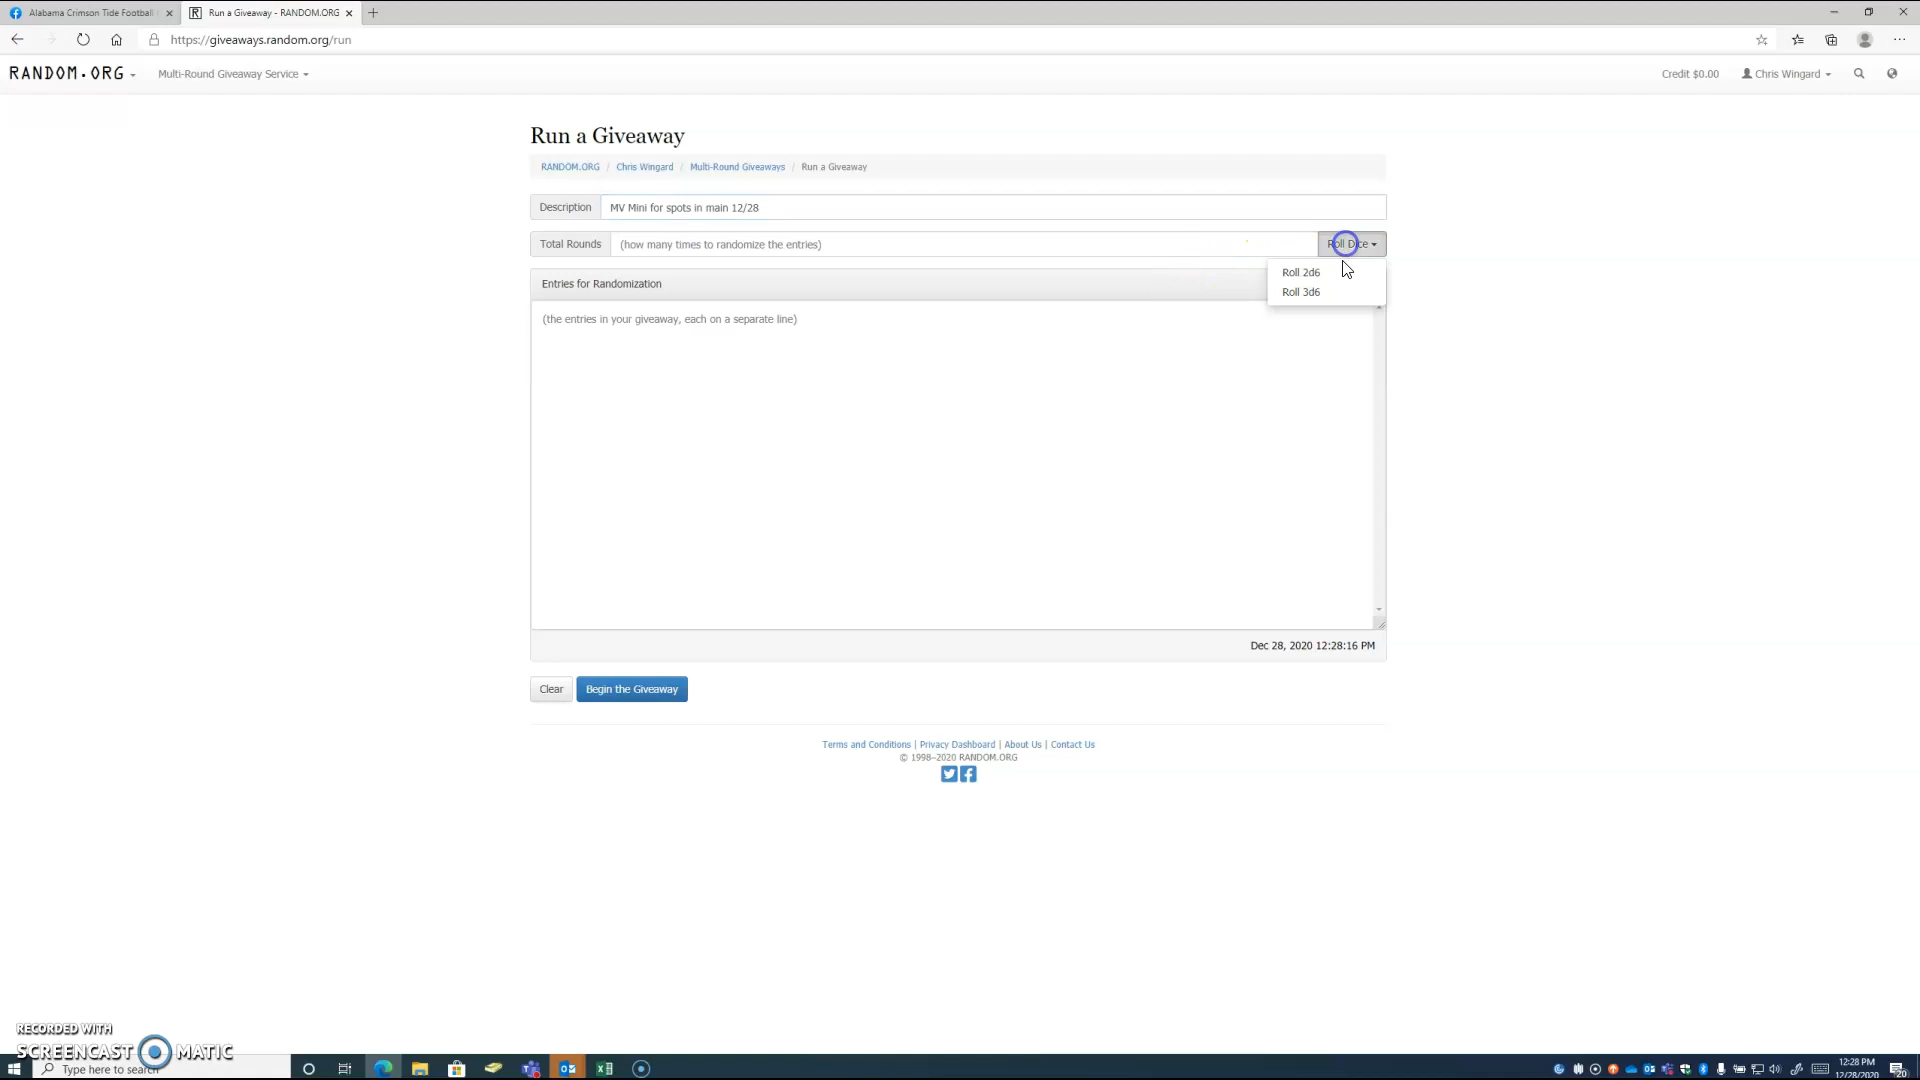 Alabama Crimson Tide Football
Run a Giveaway - RANDOM.ORG
https://giveaways.random.org/run
RANDOM.ORG
Multi-Round Giveaway Service
Credit $0.00
Chris Wingard
Run a Giveaway
RANDOM.ORG / Chris Wingard / Multi-Round Giveaways / Run a Giveaway
Description MV Mini for spots in main 12/28
Total Rounds (how many times to randomize the entries) Roll Dice
Roll 2d6
Roll 3d6
Entries for Randomization
(the entries in your giveaway, each on a separate line)
Dec 28, 2020 12:28:16 PM
Clear Begin the Giveaway
Terms and Conditions | Privacy Dashboard | About Us | Contact Us
© 1998–2020 RANDOM.ORG
RECORDED WITH
SCREENCAST MATIC
Type here to search
12:28 PM
12/28/2020
20